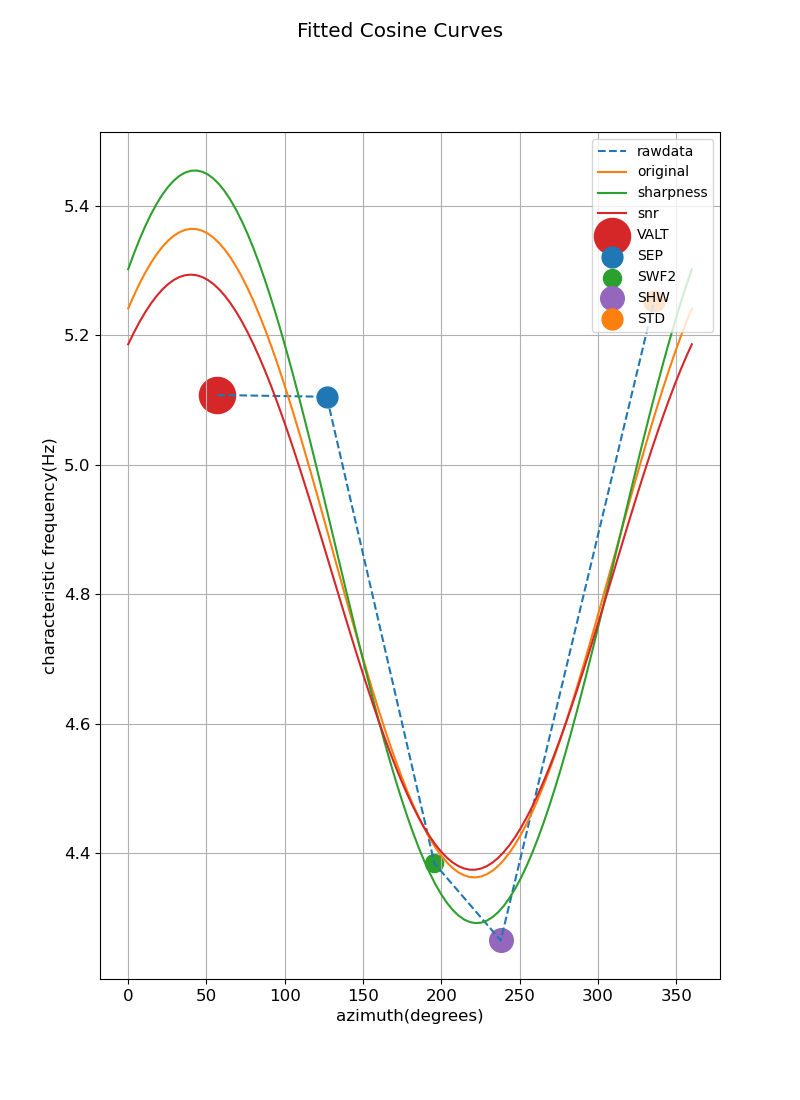 Fitted Cosine Curves
rawdata
original
sharpness
snr
VALT
SEP
SWF2
SHW
STD
5.4
5.2
5.0
4.8
4.6
4.4
characteristic frequency(Hz)
0 50 100 150 200 250 300 350
azimuth(degrees)